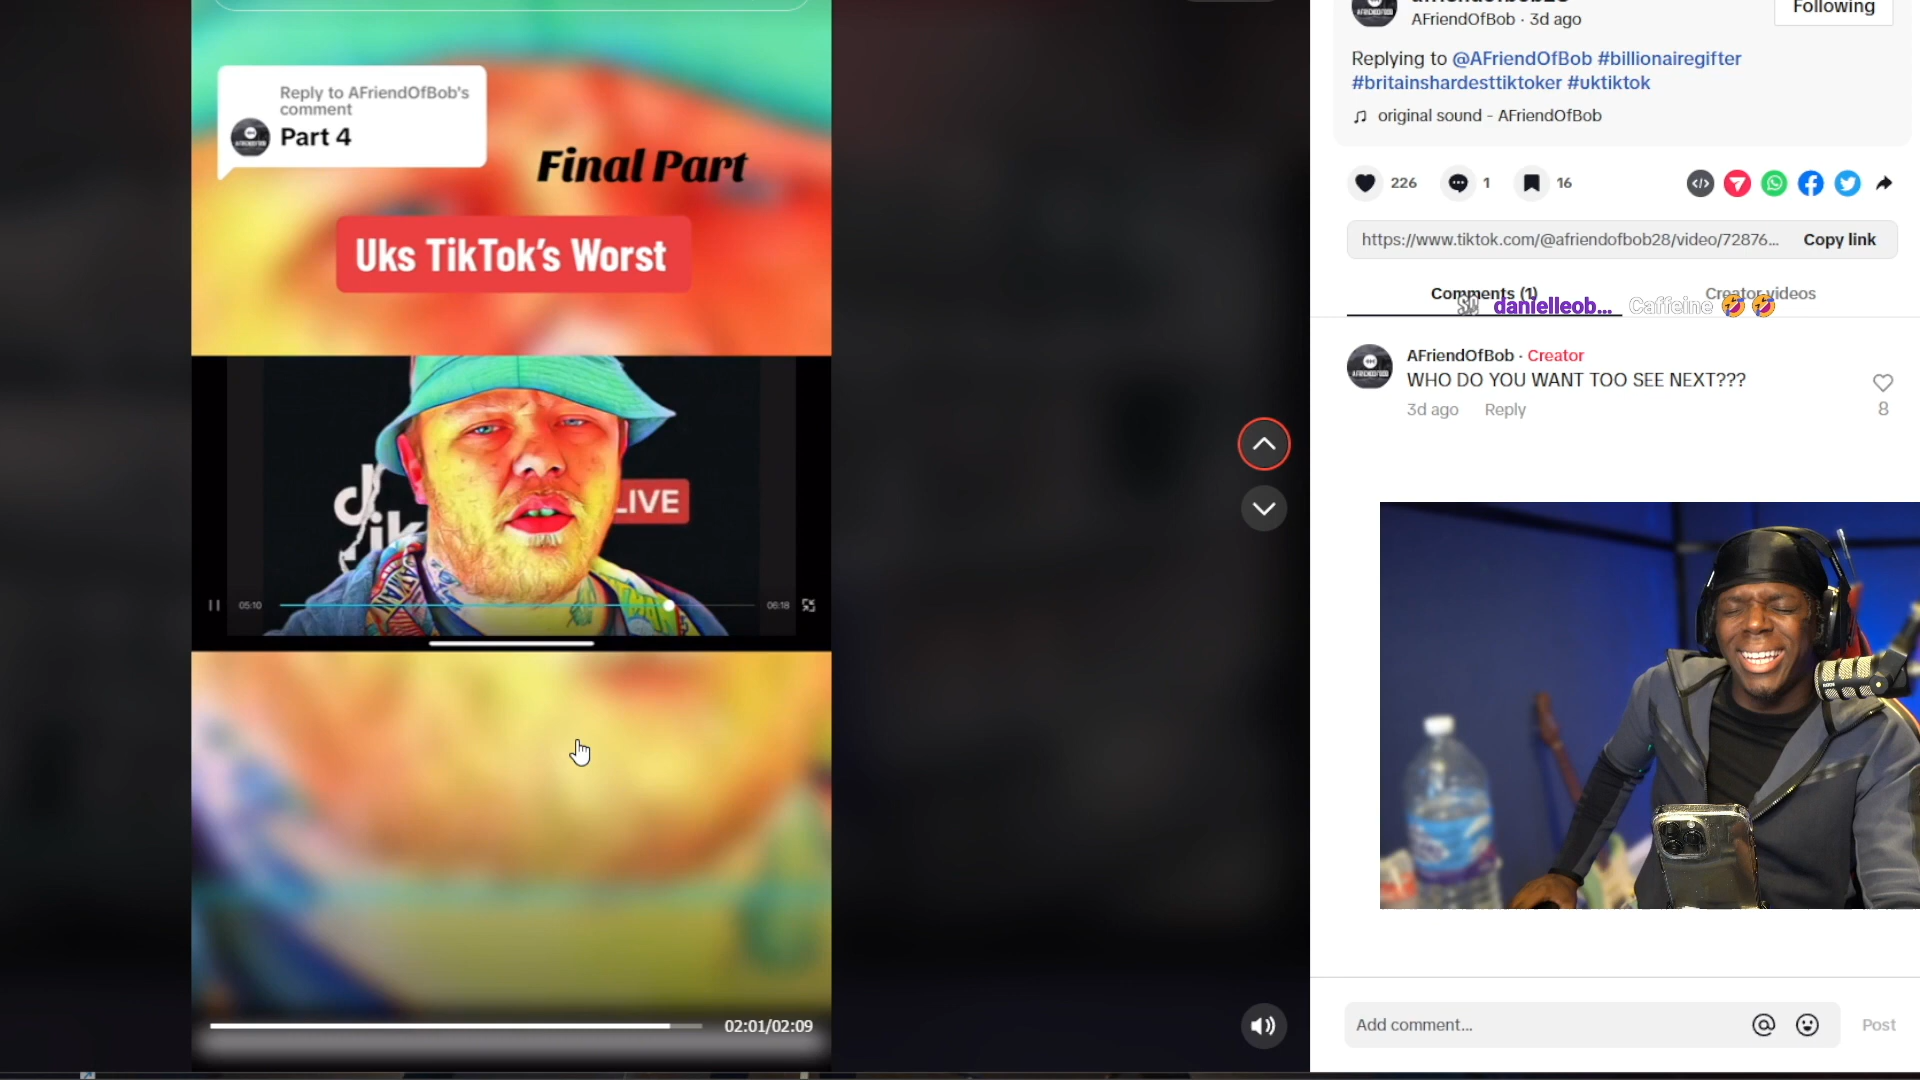 Reply to AFriendOfBob's
comment
Part 4
Final Part
Uks TikTok's Worst
LIVE
05:10
06:18
02:01/02:09
AFriendOfBob · 3d ago
Following
Replying to @AFriendOfBob #billionairegifter
#britainshardesttiktoker #uktiktok
original sound - AFriendOfBob
226
1
16
https://www.tiktok.com/@afriendofbob28/video/72876...
Copy link
Comments (1)
Creator videos
danielleob... Caffeine 🤣 🤣
AFriendOfBob · Creator
WHO DO YOU WANT TOO SEE NEXT???
8
3d ago Reply
Add comment...
Post